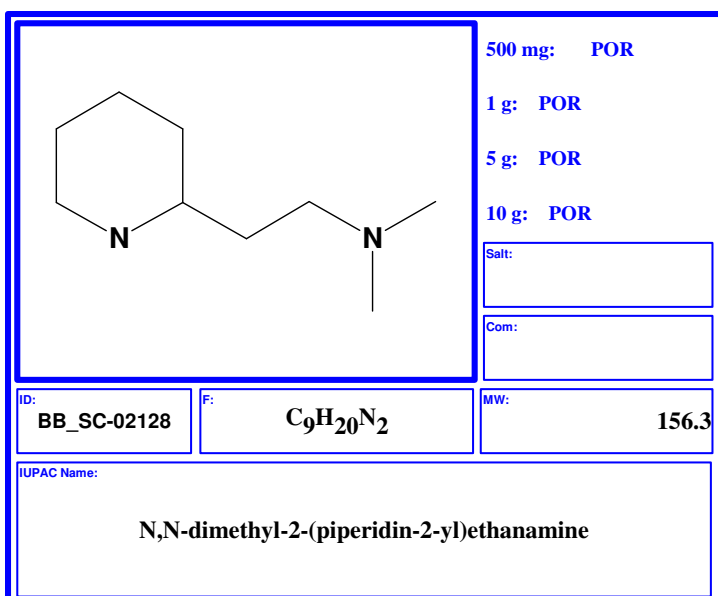 500 mg: POR
1 g: POR
5 g: POR
10 g: POR
N
N
Salt:
Com:
ID:
BB_SC-02128
F:
C9H20N2
MW:
156.3
IUPAC Name:
N,N-dimethyl-2-(piperidin-2-yl)ethanamine